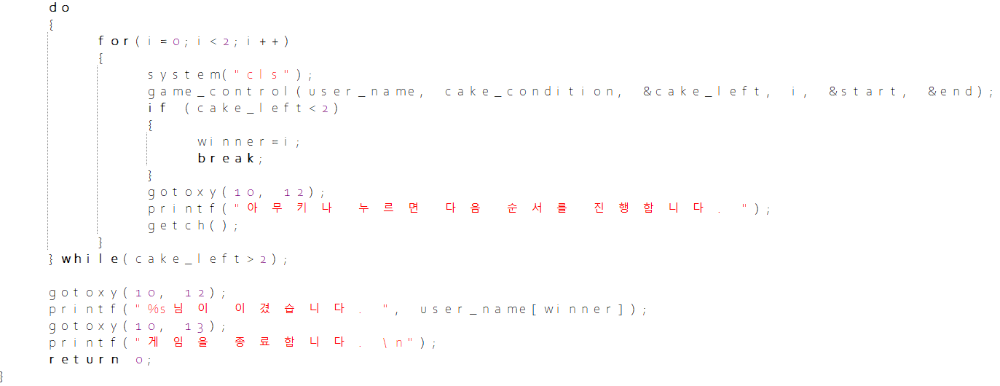 do
{
for(i=0;i<2;i++)
{
system("cls");
game_control(user_name, cake_condition, &cake_left, i, &start, &end);
if (cake_left<2)
{
winner=i;
break;
}
gotoxy(10, 12);
printf("아무키나 누르면 다음 순서를 진행합니다. ");
getch();
}
}while(cake_left>2);
gotoxy(10, 12);
printf("%s님이 이겼습니다. ", user_name[winner]);
gotoxy(10, 13);
printf("게임을 종료합니다. \n");
return 0;
}